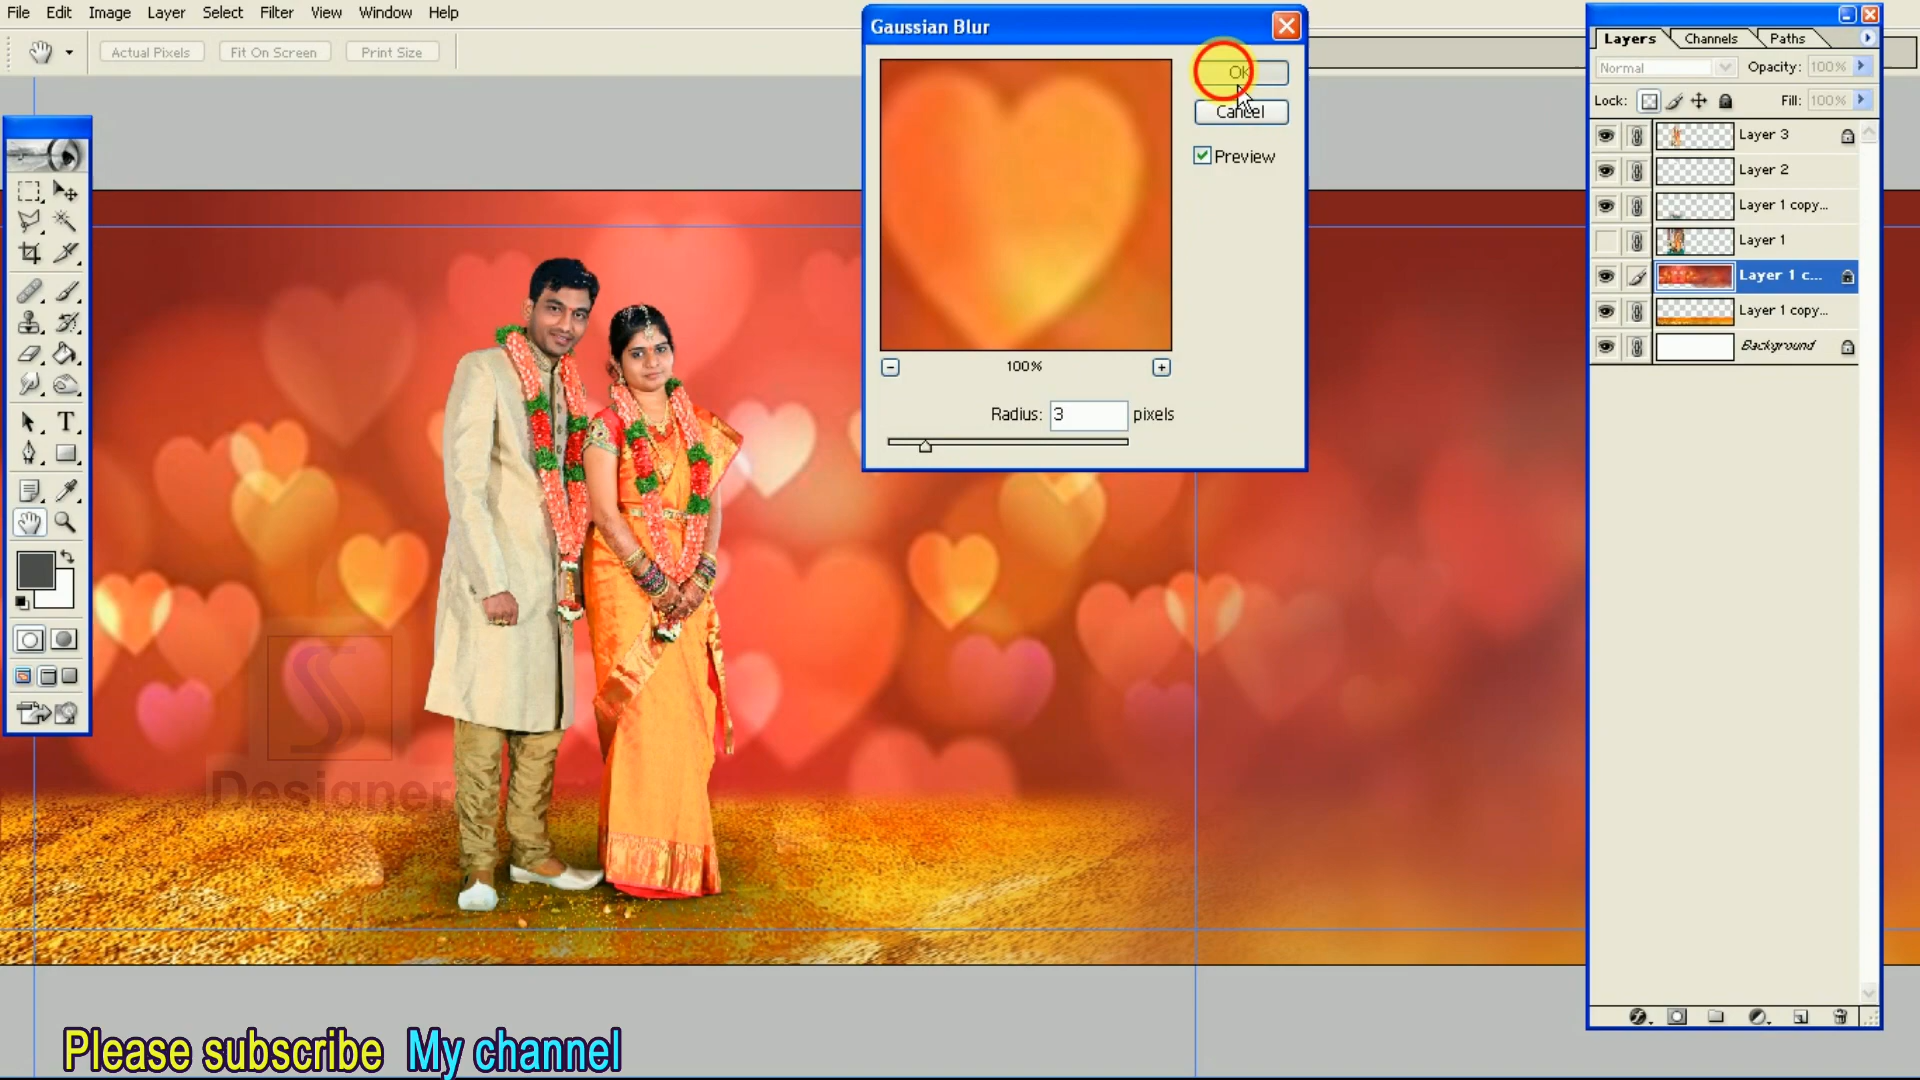 File Edit Image Layer Select Filter View Window Help
Actual Pixels Fit On Screen Print Size
Gaussian Blur
OK
Cancel
Preview
100%
Radius: 3 pixels
Layers Channels Paths
Normal Opacity: 100%
Lock: Fill: 100%
Layer 3
Layer 2
Layer 1 copy...
Layer 1
Layer 1 c...
Layer 1 copy...
Background
T
S
Designer
Please subscribe My channel